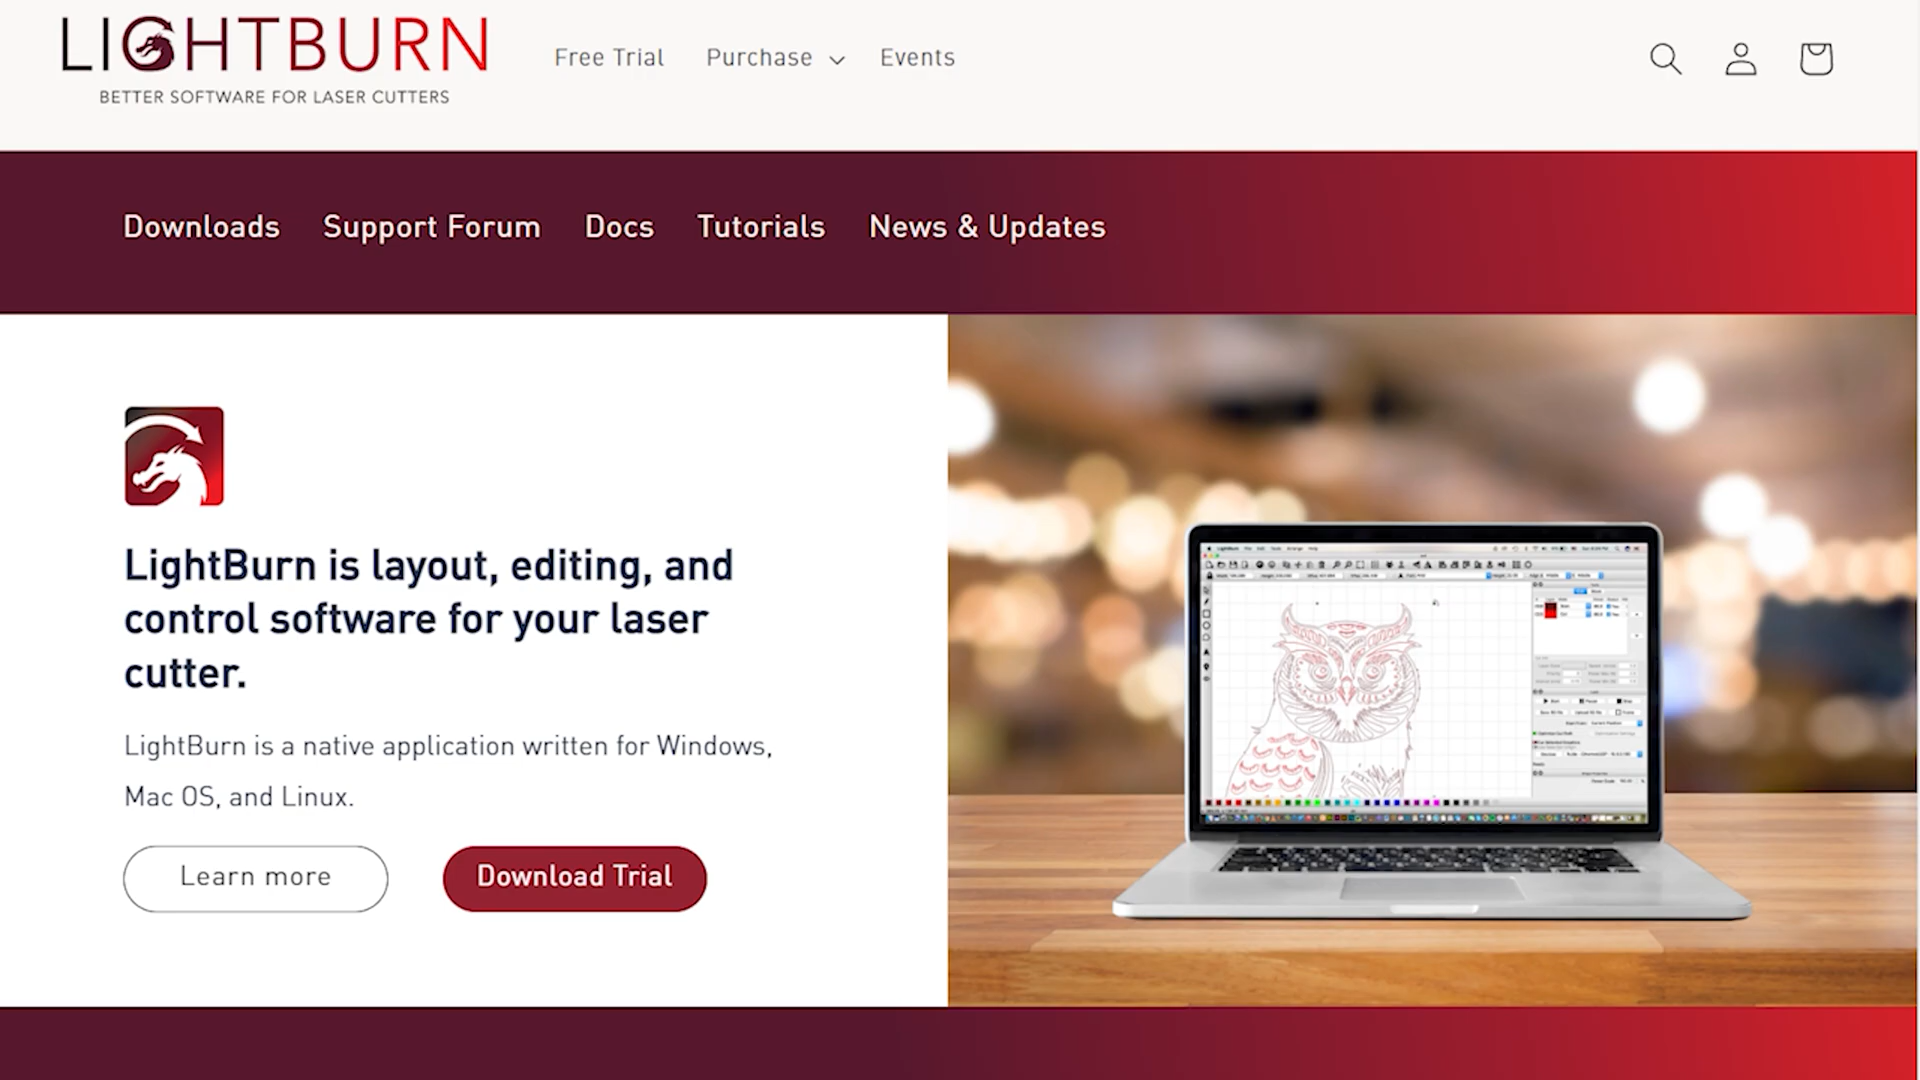 LIGHTBURN
BETTER SOFTWARE FOR LASER CUTTERS
Free Trial Purchase Events
Downloads Support Forum Docs Tutorials News & Updates
LightBurn is layout, editing, and
control software for your laser
cutter.
LightBurn is a native application written for Windows,
Mac OS, and Linux.
Learn more Download Trial